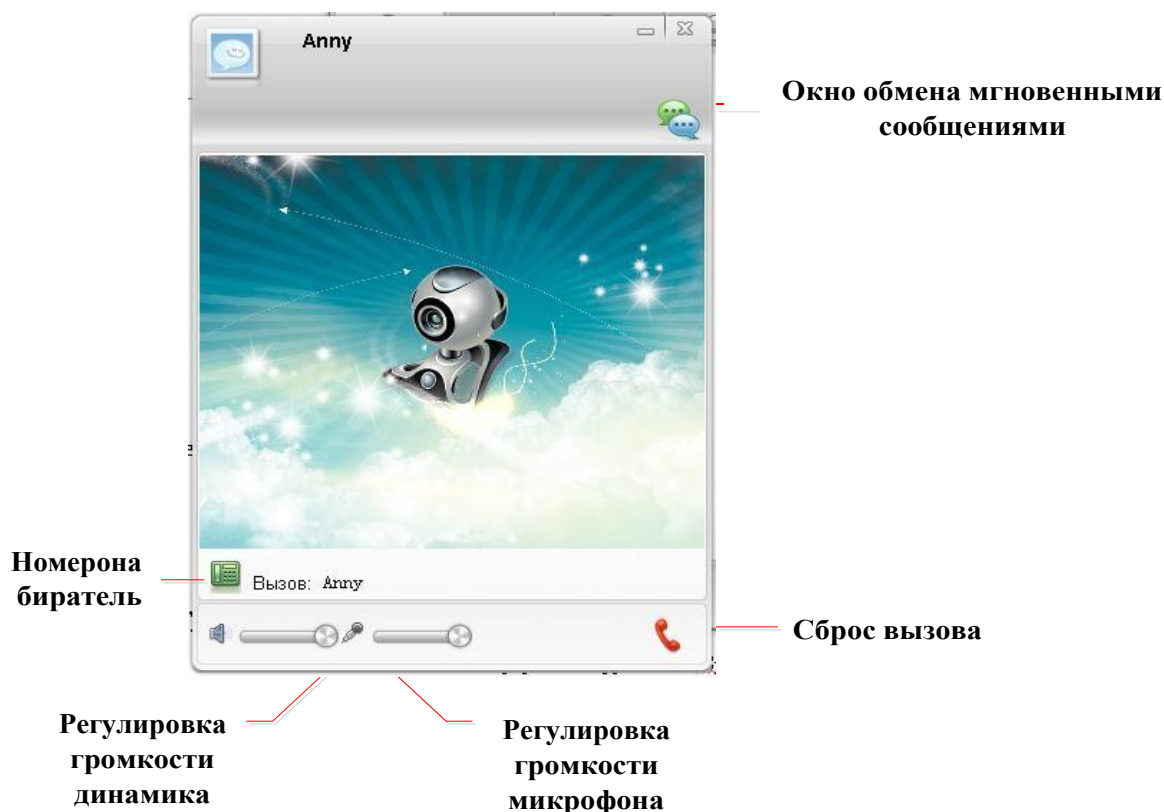 Anny
Окно обмена мгновенными
сообщениями
Номерона
биратель
Вызов: Anny
Сброс вызова
Регулировка
громкости
динамика
Регулировка
громкости
микрофона